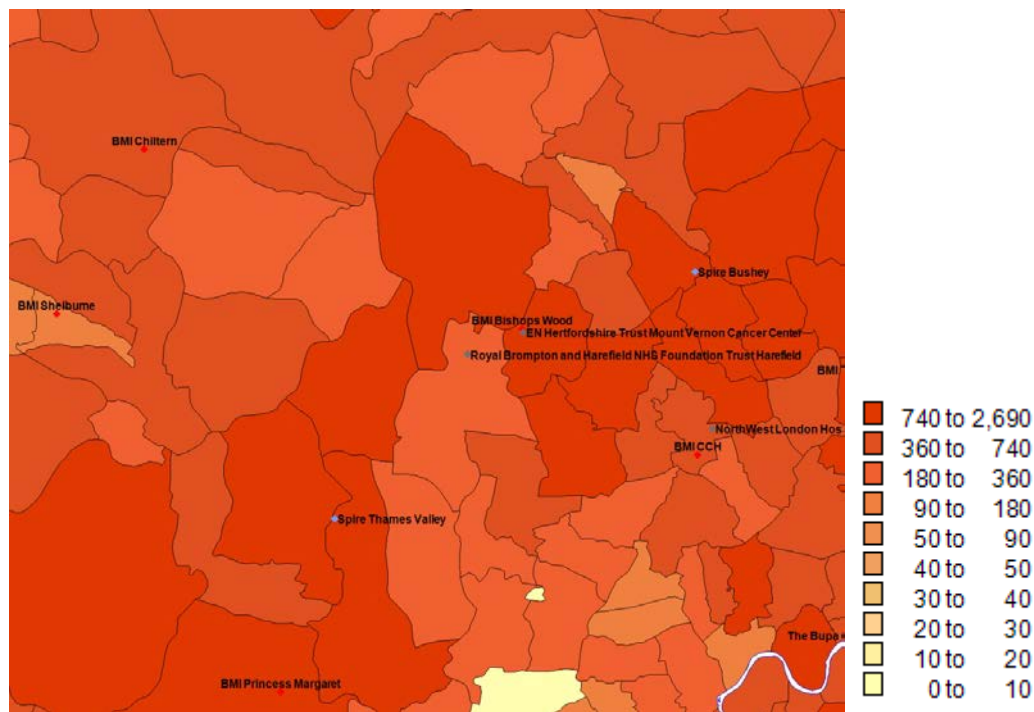 BMI Chiltern
Spire Bushey
BMI Shelburne
BMI Bishops Wood
EN Hertfordshire Trust Mount Vernon Cancer Center
Royal Brompton and Harefield NHS Foundation Trust Harefield
BMI
NorthWest London Hos
BMI CCH
Spire Thames Valley
The Bupa
BMI Princess Margaret
740 to 2,690
360 to 740
180 to 360
90 to 180
50 to 90
40 to 50
30 to 40
20 to 30
10 to 20
0 to 10